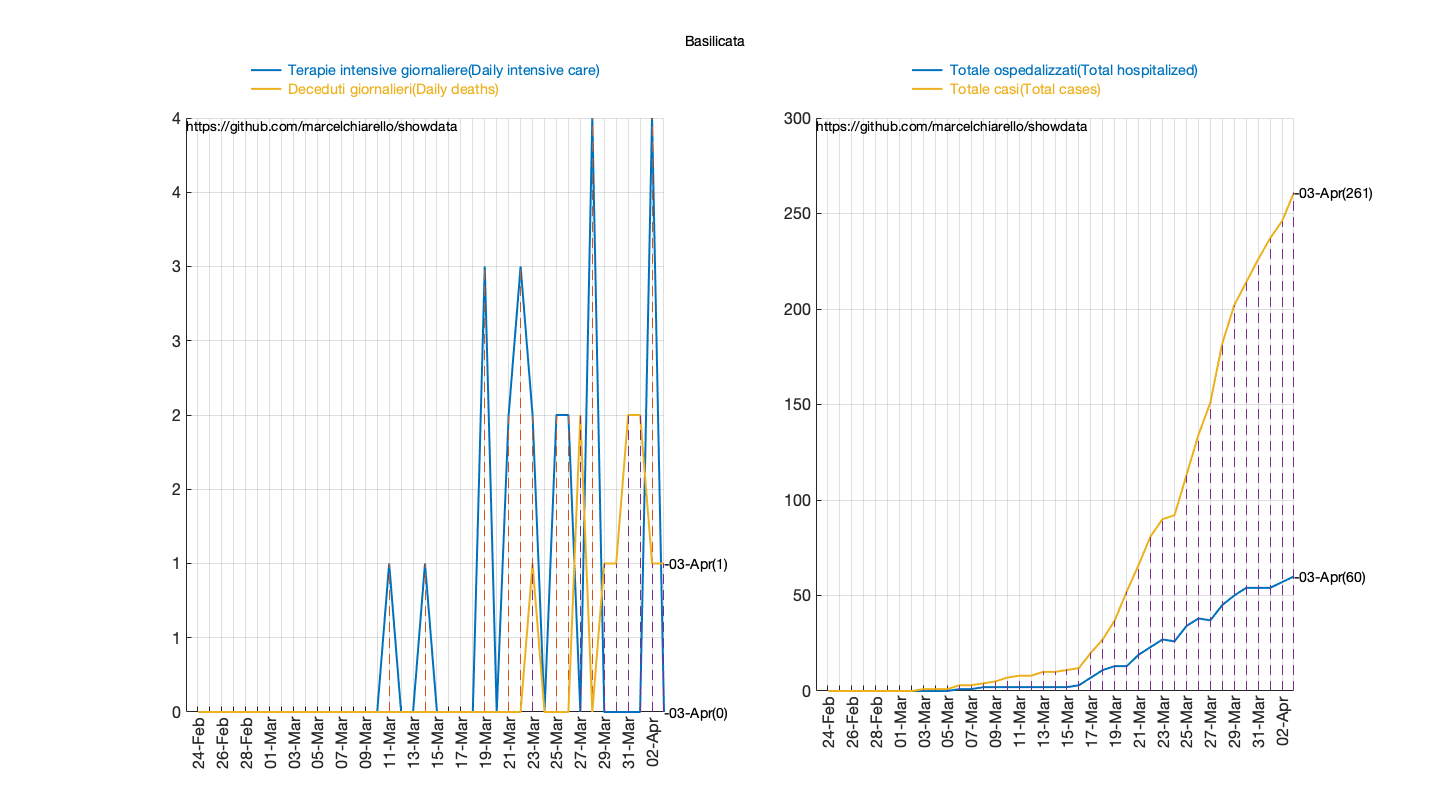 Basilicata
Terapie intensive giornaliere(Daily intensive care)
Deceduti giornalieri(Daily deaths)
https://github.com/marcelchiarello/showdata
4
4
3
3
2
2
1
1
0
-03-Apr(1)
-03-Apr(0)
24-Feb
26-Feb
28-Feb
01-Mar
03-Mar
05-Mar
07-Mar
09-Mar
11-Mar
13-Mar
15-Mar
17-Mar
19-Mar
21-Mar
23-Mar
25-Mar
27-Mar
29-Mar
31-Mar
02-Apr
Totale ospedalizzati(Total hospitalized)
Totale casi(Total cases)
https://github.com/marcelchiarello/showdata
300
250
200
150
100
50
0
-03-Apr(261)
-03-Apr(60)
24-Feb
26-Feb
28-Feb
01-Mar
03-Mar
05-Mar
07-Mar
09-Mar
11-Mar
13-Mar
15-Mar
17-Mar
19-Mar
21-Mar
23-Mar
25-Mar
27-Mar
29-Mar
31-Mar
02-Apr